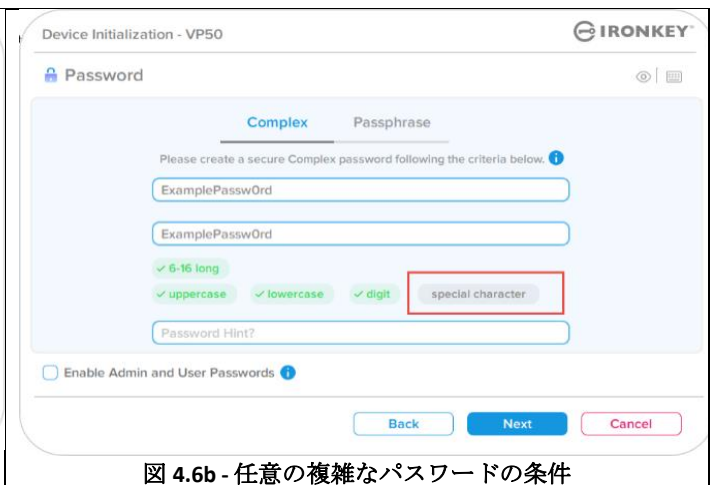 Device Initialization - VP50
IRONKEY
Password
Complex Passphrase
Please create a secure Complex password following the criteria below.
ExamplePassw0rd
ExamplePassw0rd
✓ 6-16 long
✓ uppercase ✓ lowercase ✓ digit special character
Password Hint?
Enable Admin and User Passwords
Back Next Cancel
図 4.6b - 任意の複雑なパスワードの条件